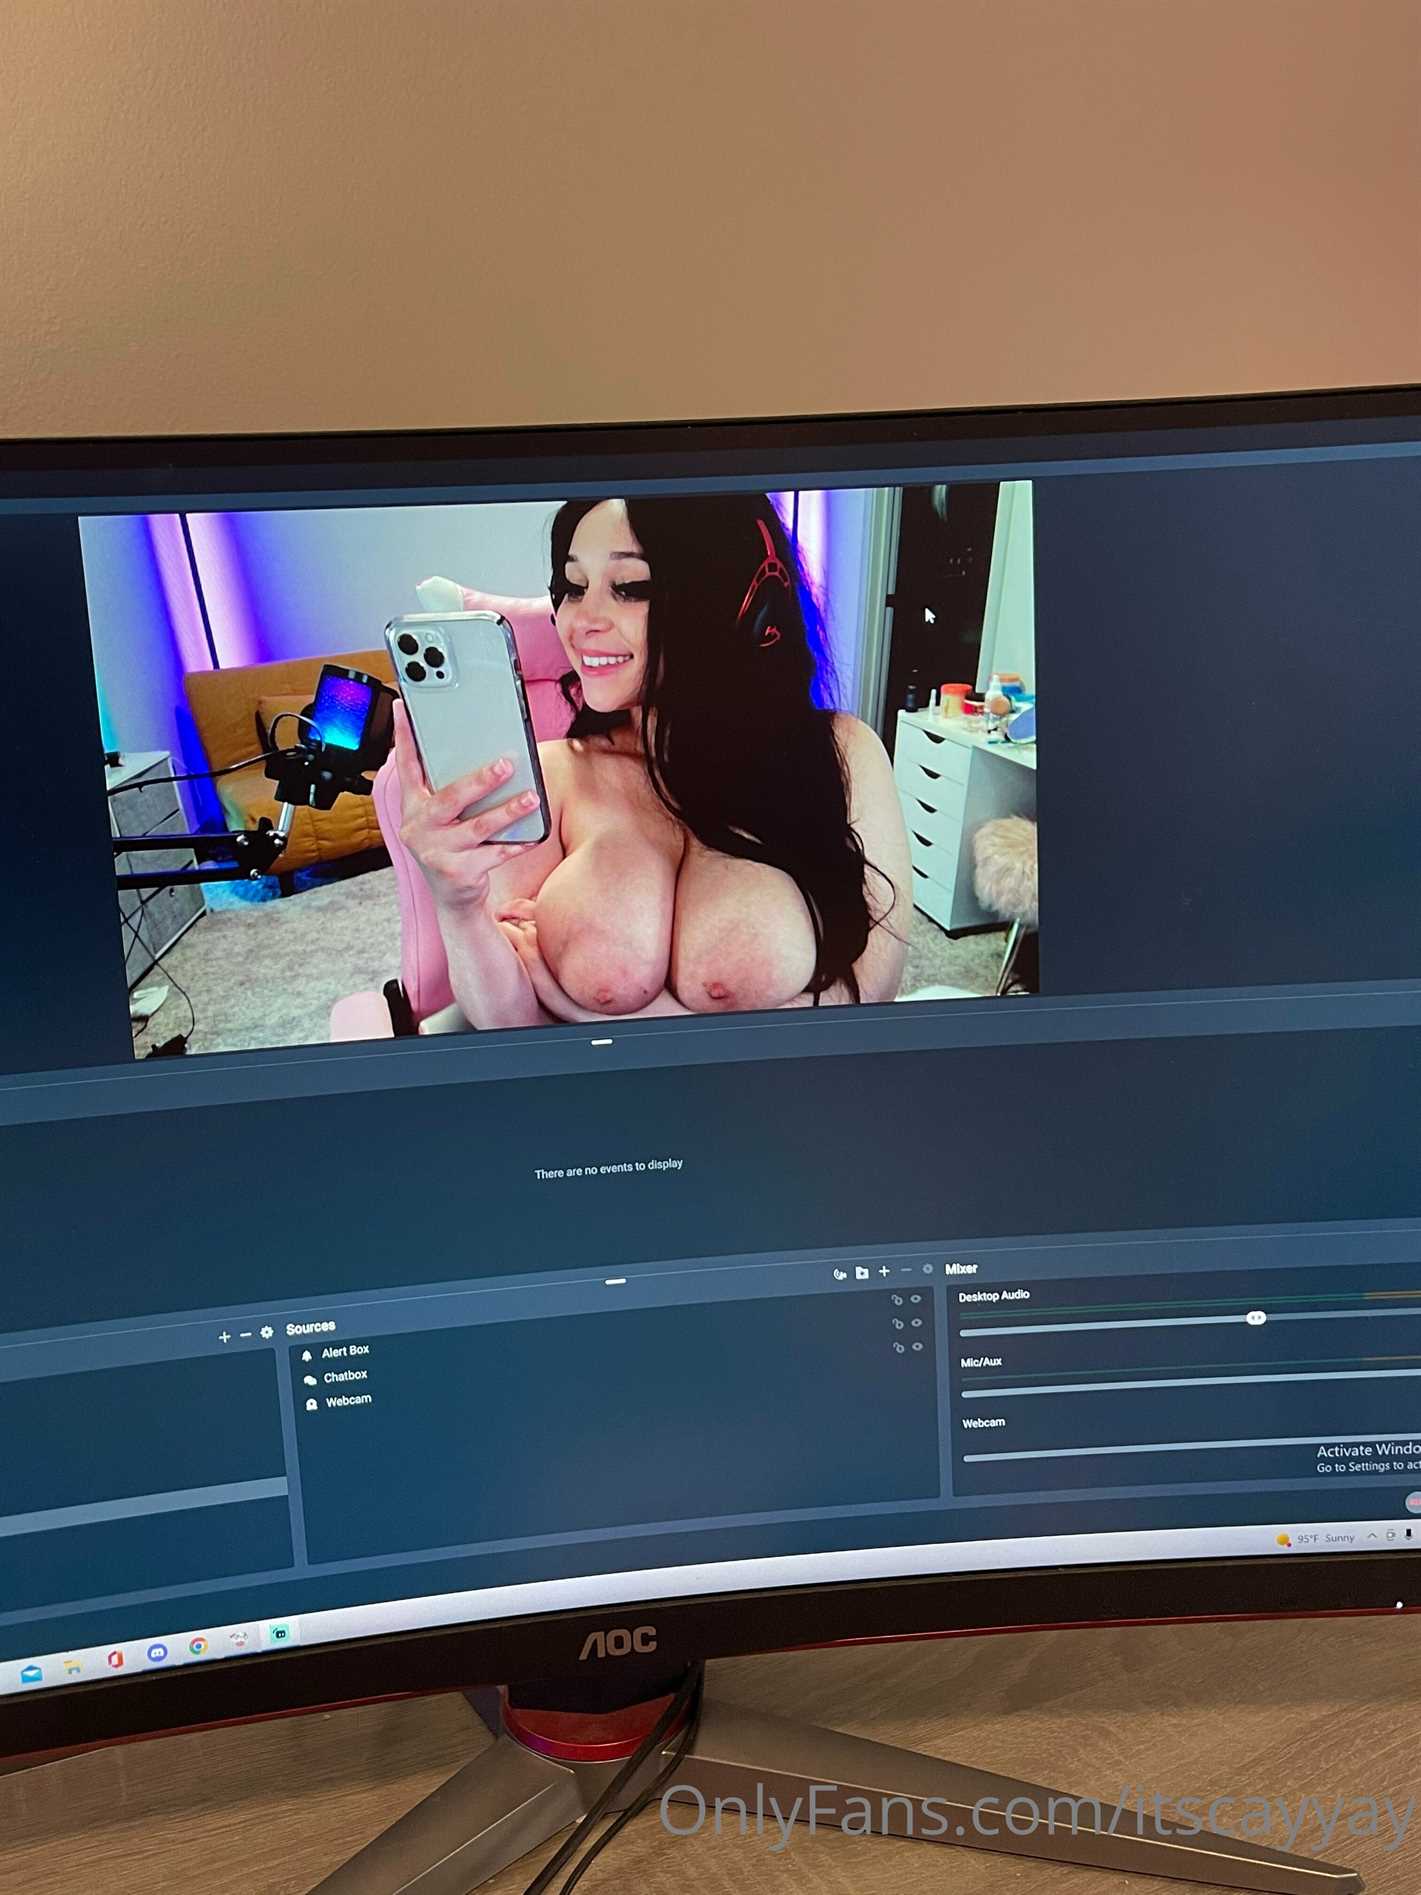 There are no events to display
Mixer
Desktop Audio
Sources
Alert Box
Mic/Aux
Chatbox
Webcam
Webcam
Activate Windo
Go to Settings to act
95°F Sunny
AOC
OnlyFans.com/itscayyay